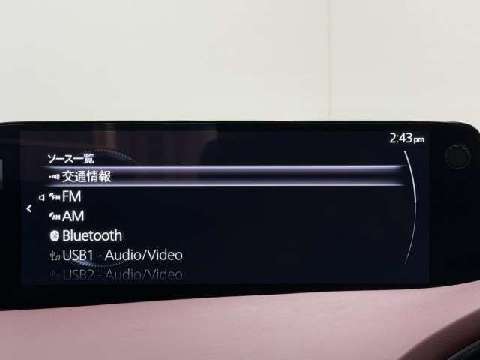 2:43pm
ソース一覧
交通情報
FM
AM
Bluetooth
USB1 - Audio/Video
USB2 - Audio/Video